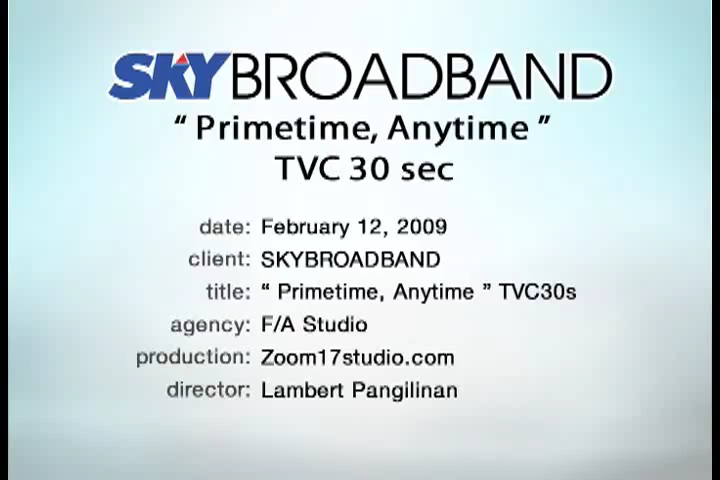 SKYBROADBAND
“ Primetime, Anytime ”
TVC 30 sec
date: February 12, 2009
client: SKYBROADBAND
title: “ Primetime, Anytime ” TVC30s
agency: F/A Studio
production: Zoom17studio.com
director: Lambert Pangilinan